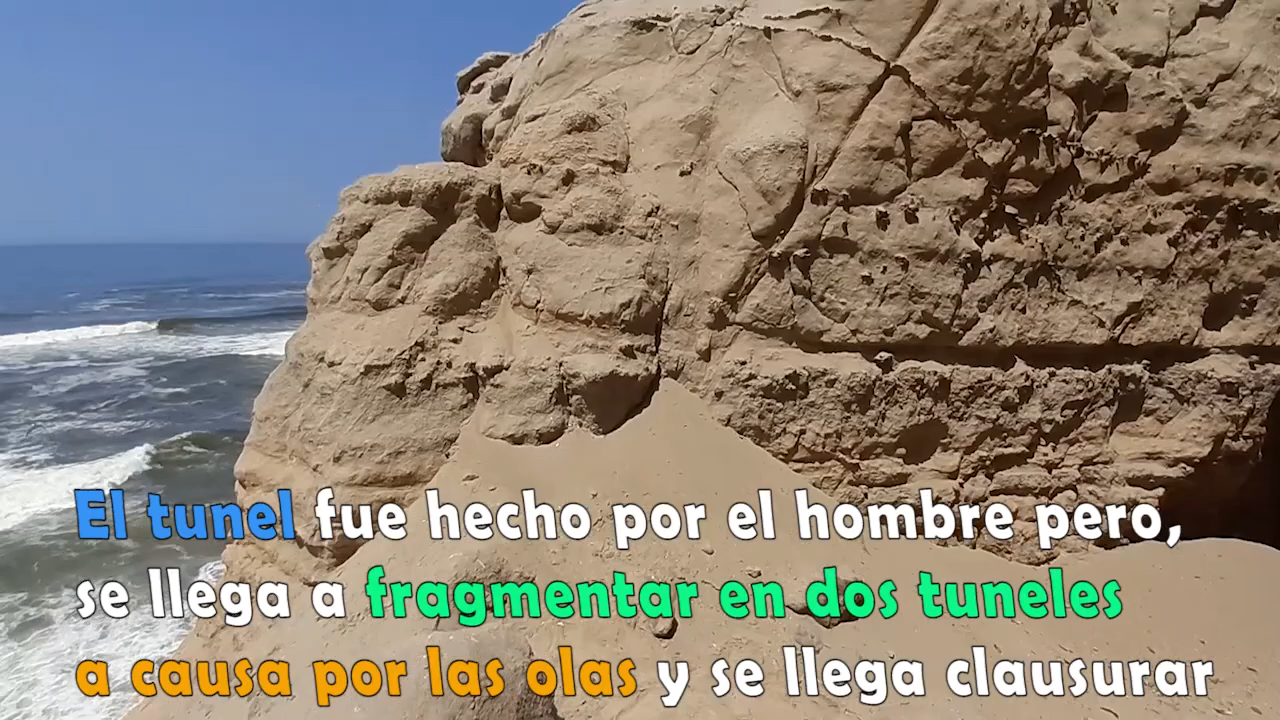 El tunel fue hecho por el hombre pero,
se llega a fragmentar en dos tuneles
a causa por las olas y se llega clausurar